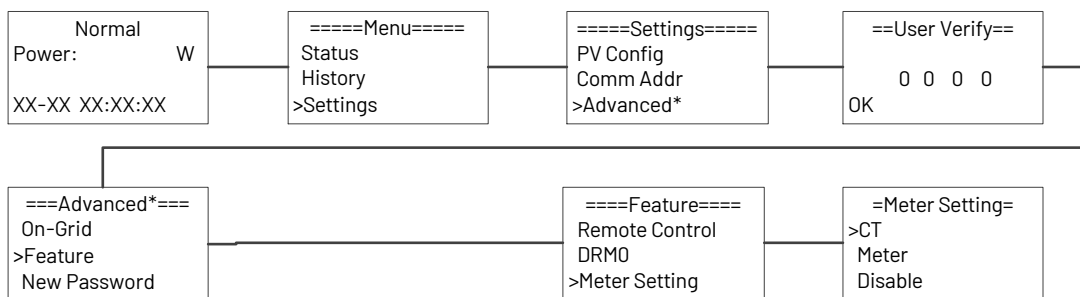 Normal
Power: W
XX-XX XX:XX:XX
=====Menu=====
Status
History
>Settings
=====Settings=====
PV Config
Comm Addr
>Advanced*
==User Verify==
0 0 0 0
OK
===Advanced*===
On-Grid
>Feature
New Password
====Feature====
Remote Control
DRM0
>Meter Setting
=Meter Setting=
>CT
Meter
Disable